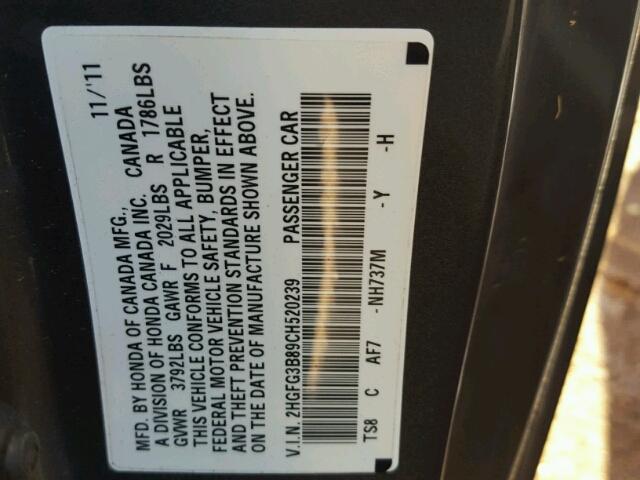 MFD. BY HONDA OF CANADA MFG., 11/'11
A DIVISION OF HONDA CANADA INC. CANADA
GVWR 3792LBS GAWR F 2029LBS R 1786LBS
THIS VEHICLE CONFORMS TO ALL APPLICABLE
FEDERAL MOTOR VEHICLE SAFETY, BUMPER,
AND THEFT PREVENTION STANDARDS IN EFFECT
ON THE DATE OF MANUFACTURE SHOWN ABOVE.
V.I.N. 2HGFG3B89CH520239 PASSENGER CAR
TS8 C AF7 -NH737M -Y -H